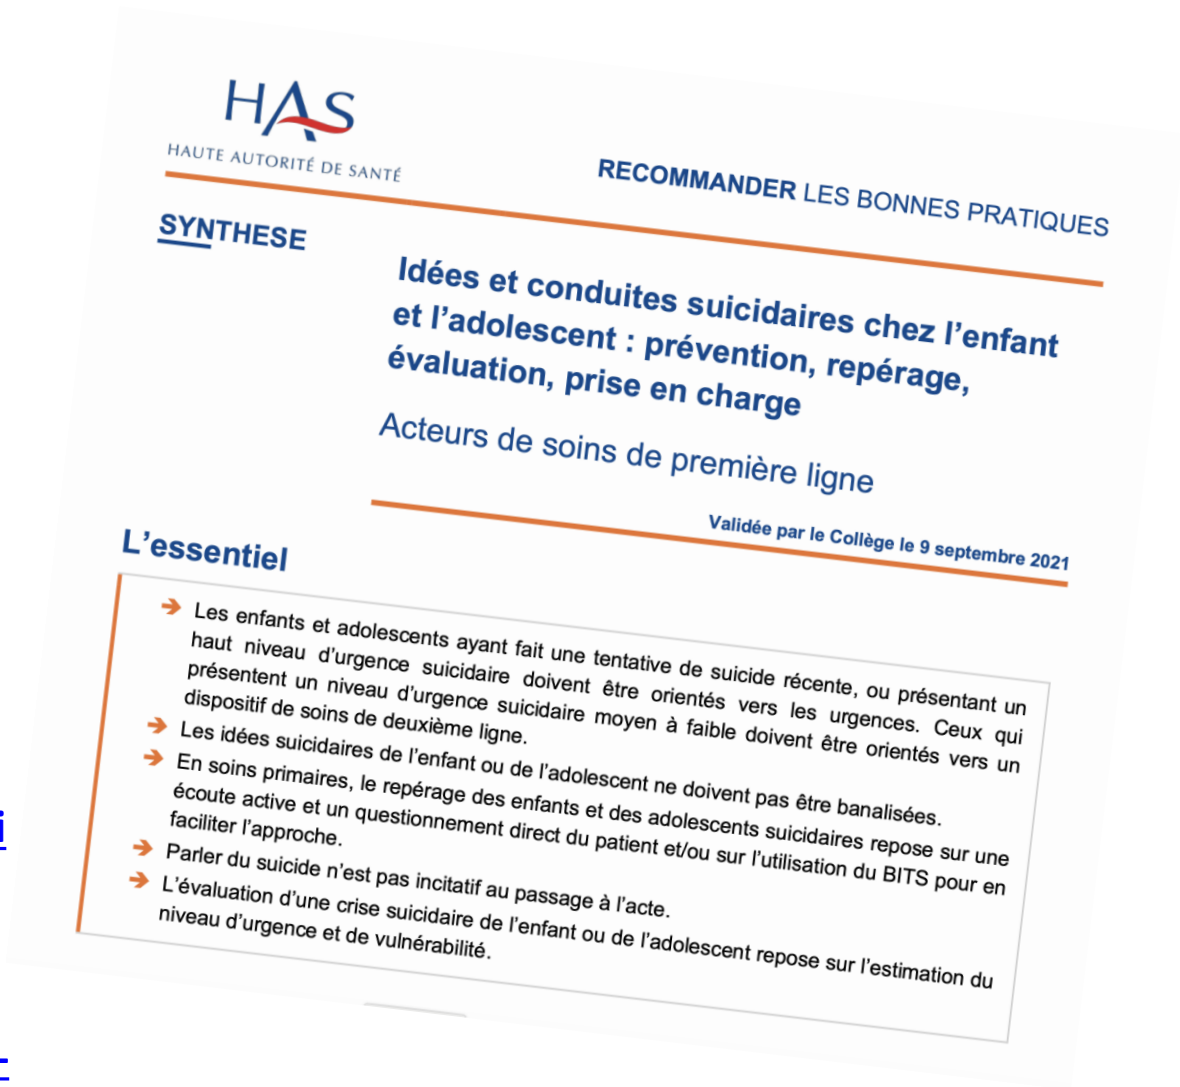 HAS
HAUTE AUTORITÉ DE SANTÉ
RECOMMANDER LES BONNES PRATIQUES
SYNTHESE
Idées et conduites suicidaires chez l’enfant
et l’adolescent : prévention, repérage,
évaluation, prise en charge
Acteurs de soins de première ligne
Validée par le Collège le 9 septembre 2021
L’essentiel
➔ Les enfants et adolescents ayant fait une tentative de suicide récente, ou présentant un
haut niveau d’urgence suicidaire doivent être orientés vers les urgences. Ceux qui
présentent un niveau d’urgence suicidaire moyen à faible doivent être orientés vers un
dispositif de soins de deuxième ligne.
➔ Les idées suicidaires de l’enfant ou de l’adolescent ne doivent pas être banalisées.
➔ En soins primaires, le repérage des enfants et des adolescents suicidaires repose sur une
écoute active et un questionnement direct du patient et/ou sur l’utilisation du BITS pour en
faciliter l’approche.
➔ Parler du suicide n’est pas incitatif au passage à l’acte.
➔ L’évaluation d’une crise suicidaire de l’enfant ou de l’adolescent repose sur l’estimation du
niveau d’urgence et de vulnérabilité.
i
-